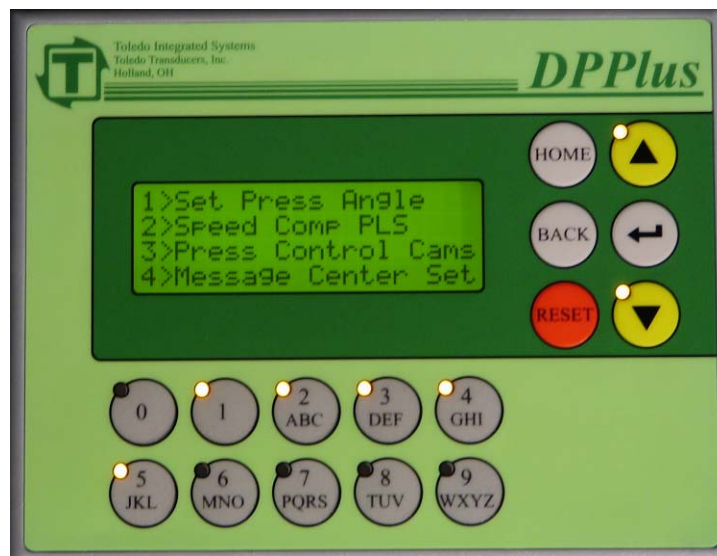 Toledo Integrated Systems
Toledo Transducers, Inc.
Holland, OH
T
DPPlus
1>Set Press Angle
2>Speed Comp PLS
3>Press Control Cams
4>Message Center Set
HOME
BACK
RESET
0
1
2
ABC
3
DEF
4
GHI
5
JKL
6
MNO
7
PQRS
8
TUV
9
WXYZ